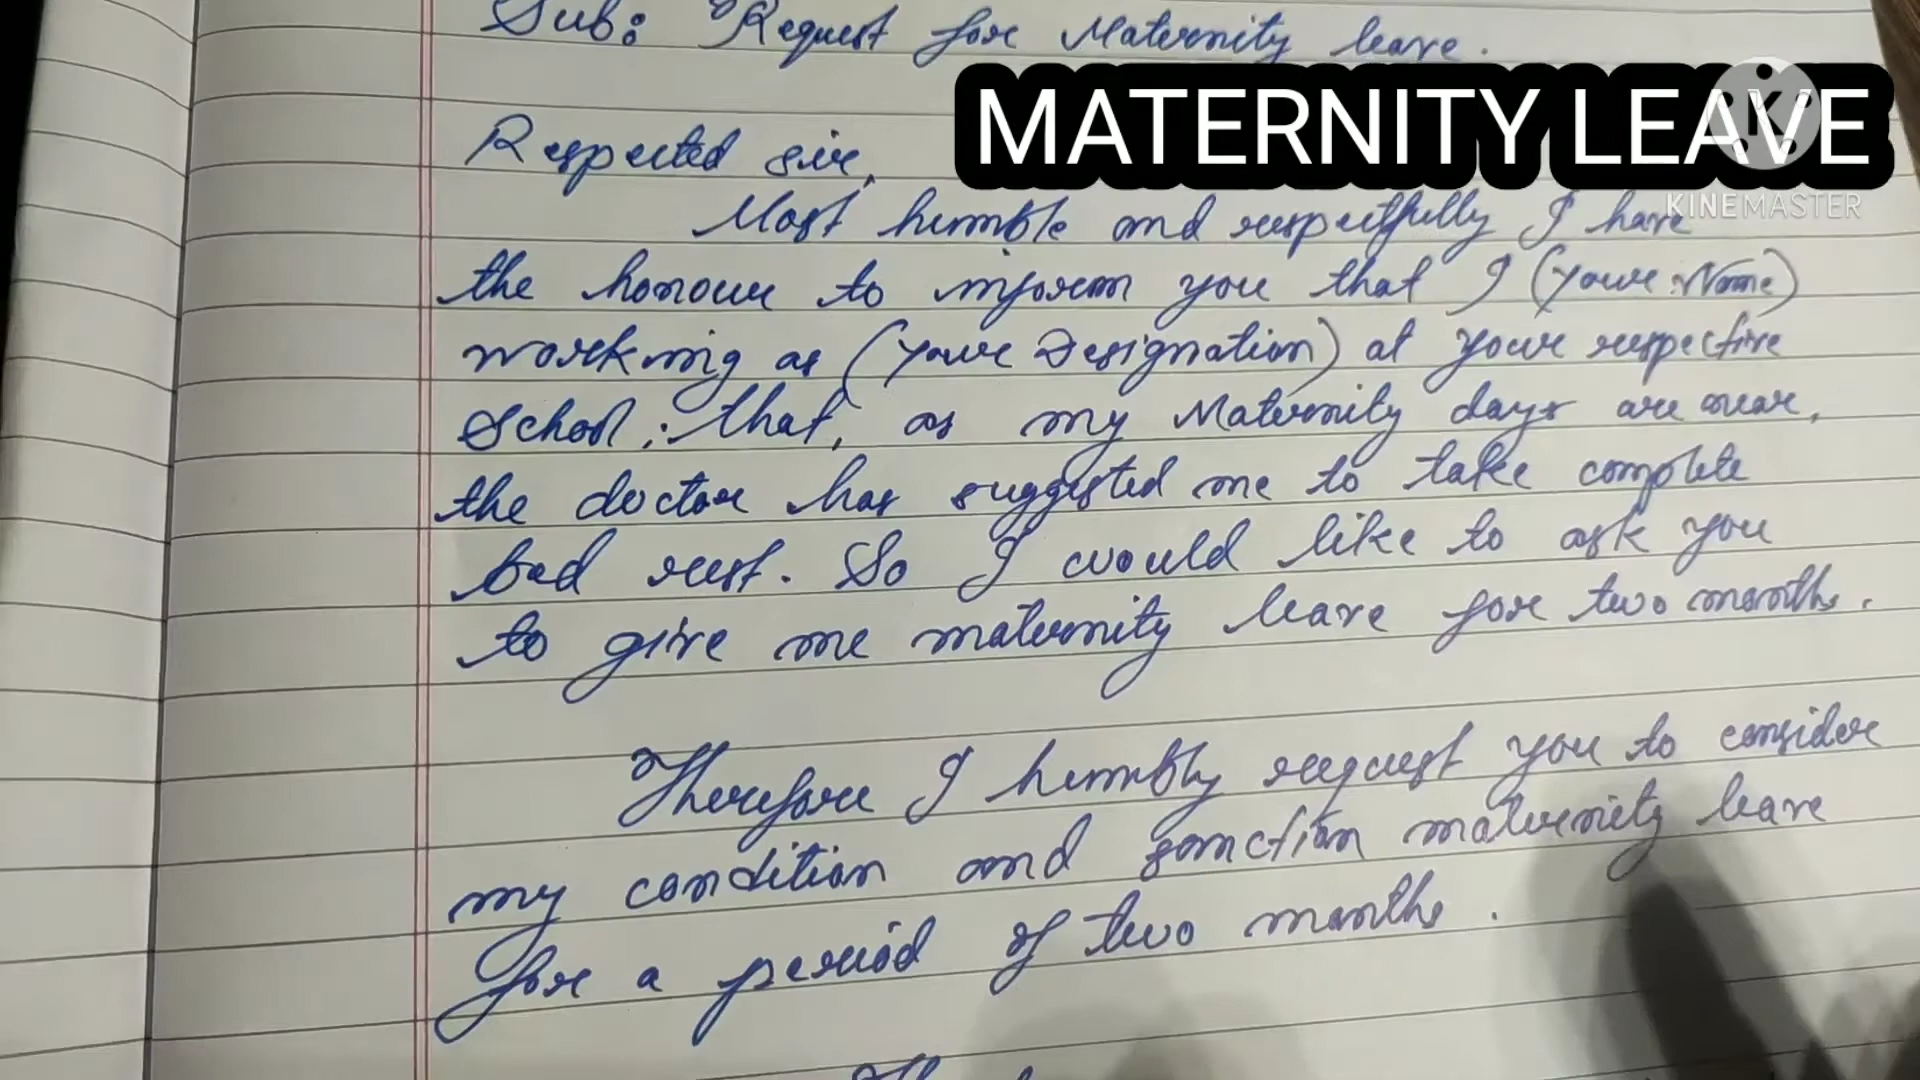 Sub: Request for Maternity leave.
MATERNITY LEAVE
Respected sir,
KINEMASTER
Most humble and respectfully I have
the honour to inform you that I (Your Name)
working as (Your Designation) at your respective
School; that, as my Maternity days are near,
the doctor has suggested me to take complete
bed rest. So I would like to ask you
to give me maternity leave for two months.
Therefore I humbly request you to consider
my condition and sanction maternity leave
for a period of two months.